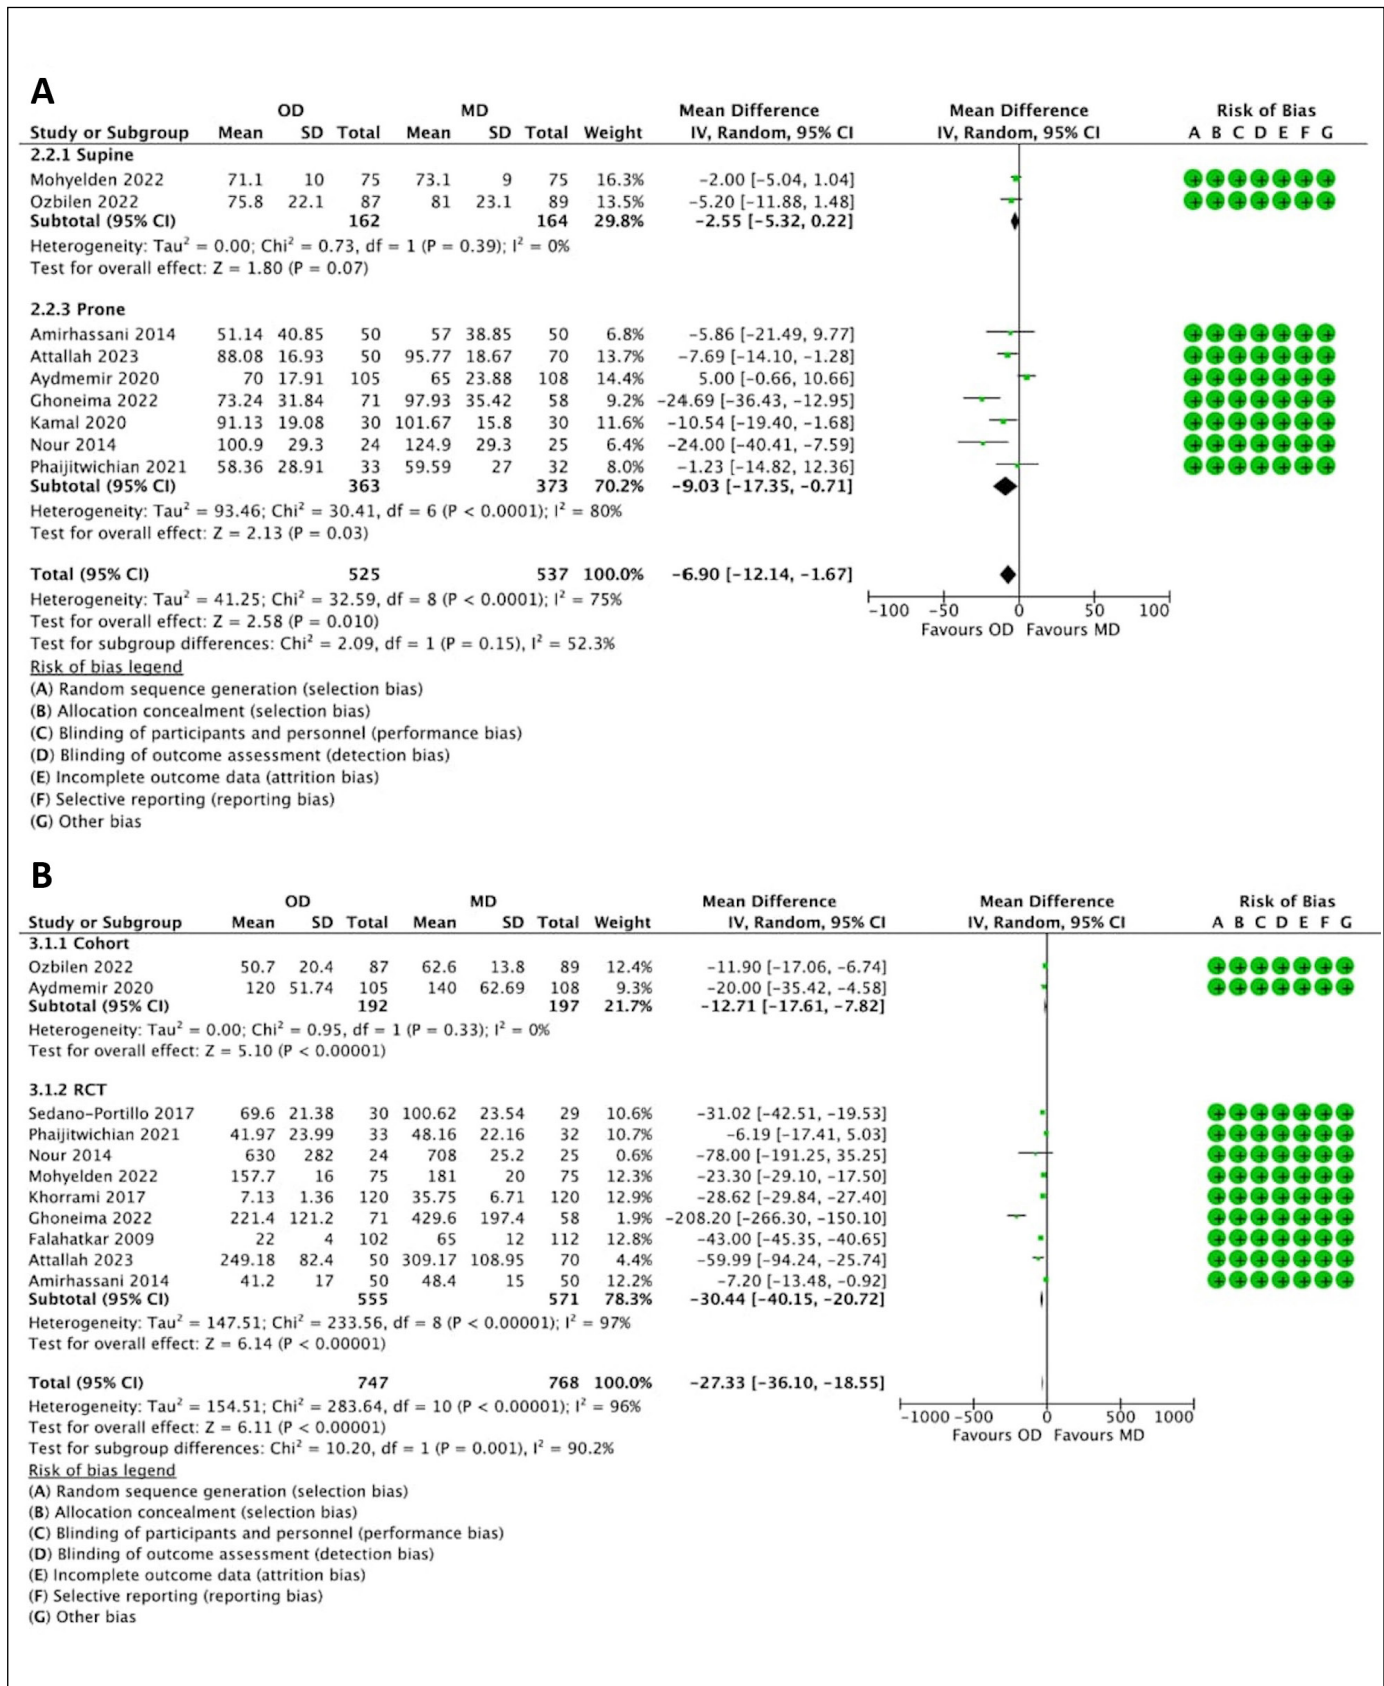 A
OD MD Mean Difference Mean Difference Risk of Bias
Study or Subgroup Mean SD Total Mean SD Total Weight IV, Random, 95% CI IV, Random, 95% CI A B C D E F G
2.2.1 Supine
Mohyelden 2022 71.1 10 75 73.1 9 75 16.3% −2.00 [−5.04, 1.04]
Ozbilen 2022 75.8 22.1 87 81 23.1 89 13.5% −5.20 [−11.88, 1.48]
Subtotal (95% CI) 162 164 29.8% −2.55 [−5.32, 0.22]
Heterogeneity: Tau² = 0.00; Chi² = 0.73, df = 1 (P = 0.39); I² = 0%
Test for overall effect: Z = 1.80 (P = 0.07)
2.2.3 Prone
Amirhassani 2014 51.14 40.85 50 57 38.85 50 6.8% −5.86 [−21.49, 9.77]
Attallah 2023 88.08 16.93 50 95.77 18.67 70 13.7% −7.69 [−14.10, −1.28]
Aydmemir 2020 70 17.91 105 65 23.88 108 14.4% 5.00 [−0.66, 10.66]
Ghoneima 2022 73.24 31.84 71 97.93 35.42 58 9.2% −24.69 [−36.43, −12.95]
Kamal 2020 91.13 19.08 30 101.67 15.8 30 11.6% −10.54 [−19.40, −1.68]
Nour 2014 100.9 29.3 24 124.9 29.3 25 6.4% −24.00 [−40.41, −7.59]
Phaijitwichian 2021 58.36 28.91 33 59.59 27 32 8.0% −1.23 [−14.82, 12.36]
Subtotal (95% CI) 363 373 70.2% −9.03 [−17.35, −0.71]
Heterogeneity: Tau² = 93.46; Chi² = 30.41, df = 6 (P < 0.0001); I² = 80%
Test for overall effect: Z = 2.13 (P = 0.03)
Total (95% CI) 525 537 100.0% −6.90 [−12.14, −1.67]
Heterogeneity: Tau² = 41.25; Chi² = 32.59, df = 8 (P < 0.0001); I² = 75%
Test for overall effect: Z = 2.58 (P = 0.010)
Test for subgroup differences: Chi² = 2.09, df = 1 (P = 0.15), I² = 52.3%
−100 −50 0 50 100
Favours OD Favours MD
Risk of bias legend
(A) Random sequence generation (selection bias)
(B) Allocation concealment (selection bias)
(C) Blinding of participants and personnel (performance bias)
(D) Blinding of outcome assessment (detection bias)
(E) Incomplete outcome data (attrition bias)
(F) Selective reporting (reporting bias)
(G) Other bias
B
OD MD Mean Difference Mean Difference Risk of Bias
Study or Subgroup Mean SD Total Mean SD Total Weight IV, Random, 95% CI IV, Random, 95% CI A B C D E F G
3.1.1 Cohort
Ozbilen 2022 50.7 20.4 87 62.6 13.8 89 12.4% −11.90 [−17.06, −6.74]
Aydmemir 2020 120 51.74 105 140 62.69 108 9.3% −20.00 [−35.42, −4.58]
Subtotal (95% CI) 192 197 21.7% −12.71 [−17.61, −7.82]
Heterogeneity: Tau² = 0.00; Chi² = 0.95, df = 1 (P = 0.33); I² = 0%
Test for overall effect: Z = 5.10 (P < 0.00001)
3.1.2 RCT
Sedano-Portillo 2017 69.6 21.38 30 100.62 23.54 29 10.6% −31.02 [−42.51, −19.53]
Phaijitwichian 2021 41.97 23.99 33 48.16 22.16 32 10.7% −6.19 [−17.41, 5.03]
Nour 2014 630 282 24 708 25.2 25 0.6% −78.00 [−191.25, 35.25]
Mohyelden 2022 157.7 16 75 181 20 75 12.3% −23.30 [−29.10, −17.50]
Khorrami 2017 7.13 1.36 120 35.75 6.71 120 12.9% −28.62 [−29.84, −27.40]
Ghoneima 2022 221.4 121.2 71 429.6 197.4 58 1.9% −208.20 [−266.30, −150.10]
Falahatkar 2009 22 4 102 65 12 112 12.8% −43.00 [−45.35, −40.65]
Attallah 2023 249.18 82.4 50 309.17 108.95 70 4.4% −59.99 [−94.24, −25.74]
Amirhassani 2014 41.2 17 50 48.4 15 50 12.2% −7.20 [−13.48, −0.92]
Subtotal (95% CI) 555 571 78.3% −30.44 [−40.15, −20.72]
Heterogeneity: Tau² = 147.51; Chi² = 233.56, df = 8 (P < 0.00001); I² = 97%
Test for overall effect: Z = 6.14 (P < 0.00001)
Total (95% CI) 747 768 100.0% −27.33 [−36.10, −18.55]
Heterogeneity: Tau² = 154.51; Chi² = 283.64, df = 10 (P < 0.00001); I² = 96%
Test for overall effect: Z = 6.11 (P < 0.00001)
Test for subgroup differences: Chi² = 10.20, df = 1 (P = 0.001), I² = 90.2%
−1000 −500 0 500 1000
Favours OD Favours MD
Risk of bias legend
(A) Random sequence generation (selection bias)
(B) Allocation concealment (selection bias)
(C) Blinding of participants and personnel (performance bias)
(D) Blinding of outcome assessment (detection bias)
(E) Incomplete outcome data (attrition bias)
(F) Selective reporting (reporting bias)
(G) Other bias